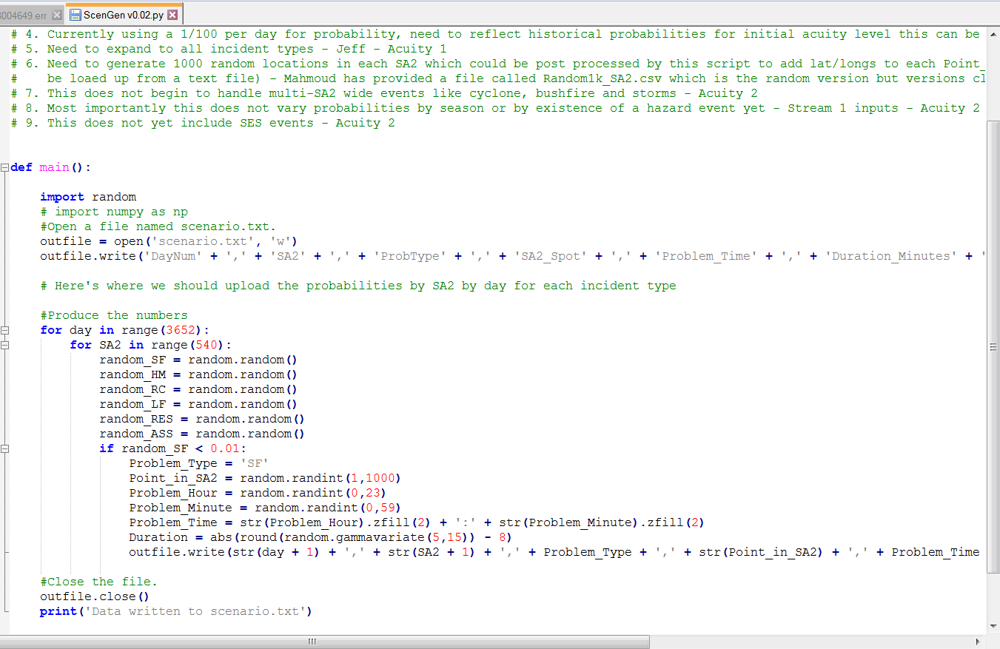 3004649.err
ScenGen v0.02.py
# 4. Currently using a 1/100 per day for probability, need to reflect historical probabilities for initial acuity level this can be
# 5. Need to expand to all incident types - Jeff - Acuity 1
# 6. Need to generate 1000 random locations in each SA2 which could be post processed by this script to add lat/longs to each Point_
#    be loaed up from a text file) - Mahmoud has provided a file called Random1k_SA2.csv which is the random version but versions cl
# 7. This does not begin to handle multi-SA2 wide events like cyclone, bushfire and storms - Acuity 2
# 8. Most importantly this does not vary probabilities by season or by existence of a hazard event yet - Stream 1 inputs - Acuity 2
# 9. This does not yet include SES events - Acuity 2
def main():
    import random
    # import numpy as np
    #Open a file named scenario.txt.
    outfile = open('scenario.txt', 'w')
    outfile.write('DayNum' + ',' + 'SA2' + ',' + 'ProbType' + ',' + 'SA2_Spot' + ',' + 'Problem_Time' + ',' + 'Duration_Minutes' + '
    # Here's where we should upload the probabilities by SA2 by day for each incident type
    #Produce the numbers
    for day in range(3652):
        for SA2 in range(540):
            random_SF = random.random()
            random_HM = random.random()
            random_RC = random.random()
            random_LF = random.random()
            random_RES = random.random()
            random_ASS = random.random()
            if random_SF < 0.01:
                Problem_Type = 'SF'
                Point_in_SA2 = random.randint(1,1000)
                Problem_Hour = random.randint(0,23)
                Problem_Minute = random.randint(0,59)
                Problem_Time = str(Problem_Hour).zfill(2) + ':' + str(Problem_Minute).zfill(2)
                Duration = abs(round(random.gammavariate(5,15)) - 8)
                outfile.write(str(day + 1) + ',' + str(SA2 + 1) + ',' + Problem_Type + ',' + str(Point_in_SA2) + ',' + Problem_Time
    #Close the file.
    outfile.close()
    print('Data written to scenario.txt')